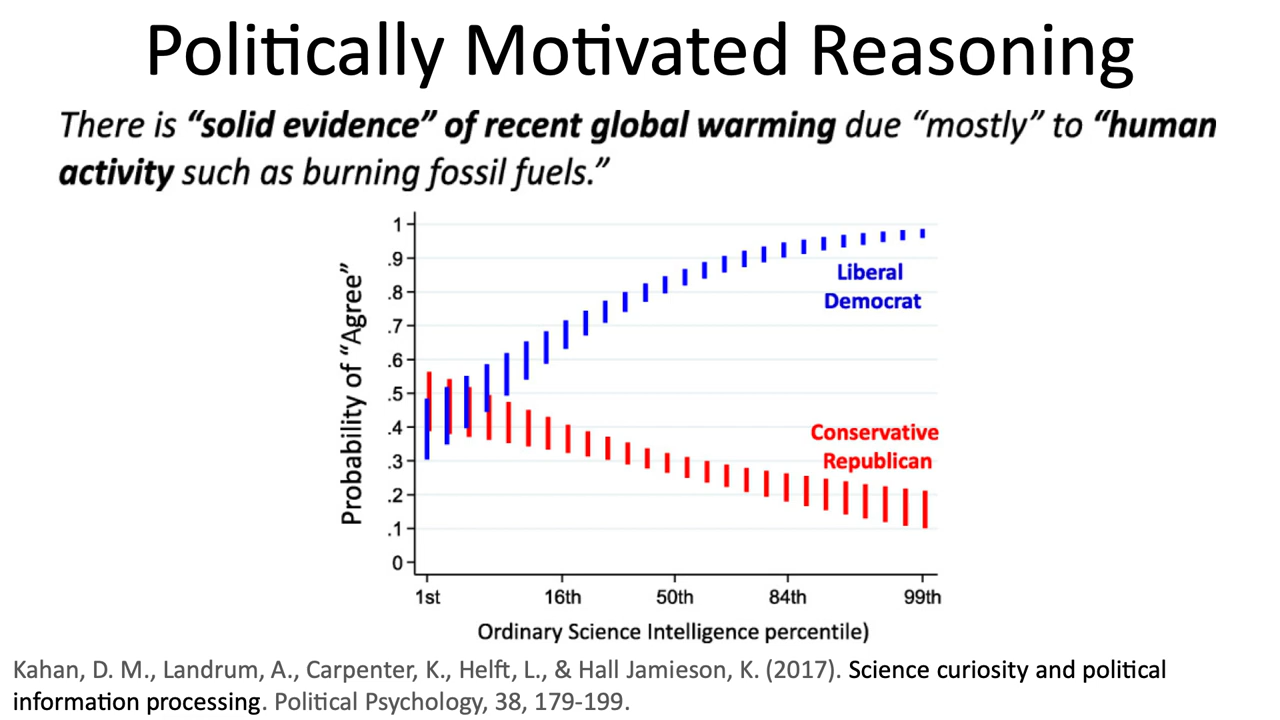 Politically Motivated Reasoning
There is “solid evidence” of recent global warming due “mostly” to “human
activity such as burning fossil fuels.”
Probability of “Agree”
1
.9
.8
.7
.6
.5
.4
.3
.2
.1
0
Liberal
Democrat
Conservative
Republican
1st 16th 50th 84th 99th
Ordinary Science Intelligence percentile)
Kahan, D. M., Landrum, A., Carpenter, K., Helft, L., & Hall Jamieson, K. (2017). Science curiosity and political
information processing. Political Psychology, 38, 179-199.